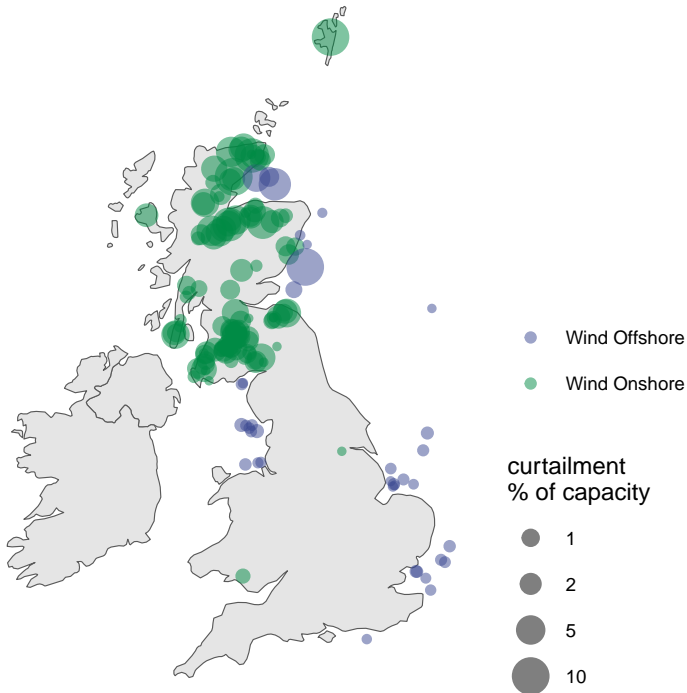 Wind Offshore
Wind Onshore
curtailment
% of capacity
1
2
5
10